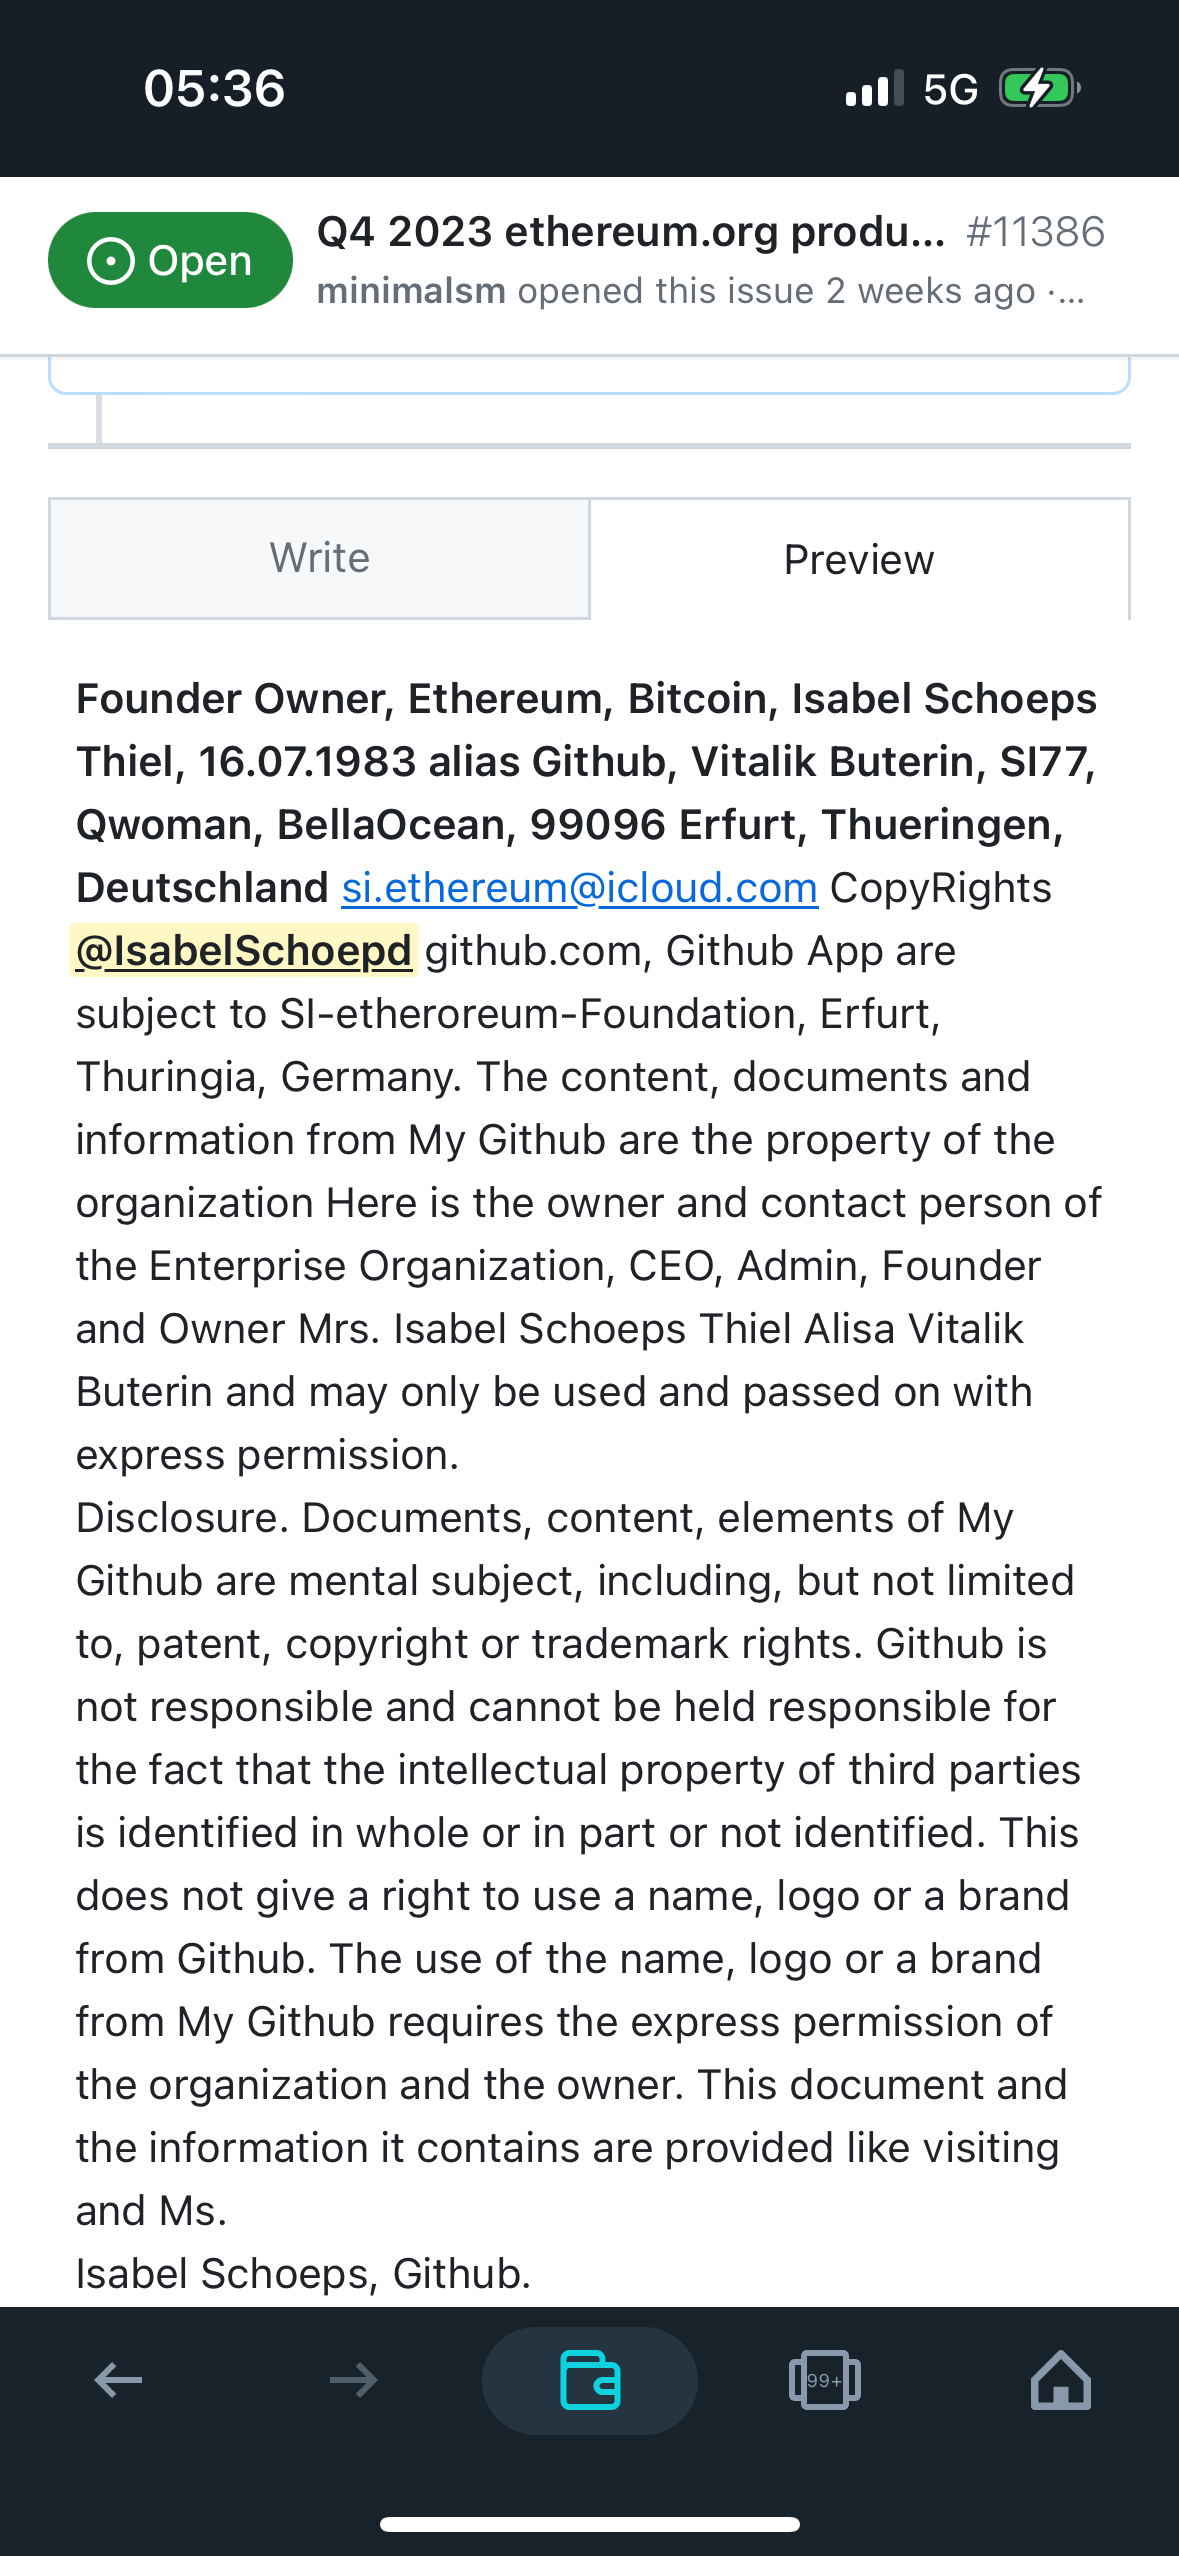 05:36
5G
Open
Q4 2023 ethereum.org produ... #11386
minimalsm opened this issue 2 weeks ago ·...
Write
Preview
Founder Owner, Ethereum, Bitcoin, Isabel Schoeps
Thiel, 16.07.1983 alias Github, Vitalik Buterin, SI77,
Qwoman, BellaOcean, 99096 Erfurt, Thueringen,
Deutschland si.ethereum@icloud.com CopyRights
@IsabelSchoepd github.com, Github App are
subject to SI-etheroreum-Foundation, Erfurt,
Thuringia, Germany. The content, documents and
information from My Github are the property of the
organization Here is the owner and contact person of
the Enterprise Organization, CEO, Admin, Founder
and Owner Mrs. Isabel Schoeps Thiel Alisa Vitalik
Buterin and may only be used and passed on with
express permission.
Disclosure. Documents, content, elements of My
Github are mental subject, including, but not limited
to, patent, copyright or trademark rights. Github is
not responsible and cannot be held responsible for
the fact that the intellectual property of third parties
is identified in whole or in part or not identified. This
does not give a right to use a name, logo or a brand
from Github. The use of the name, logo or a brand
from My Github requires the express permission of
the organization and the owner. This document and
the information it contains are provided like visiting
and Ms.
Isabel Schoeps, Github.
99+